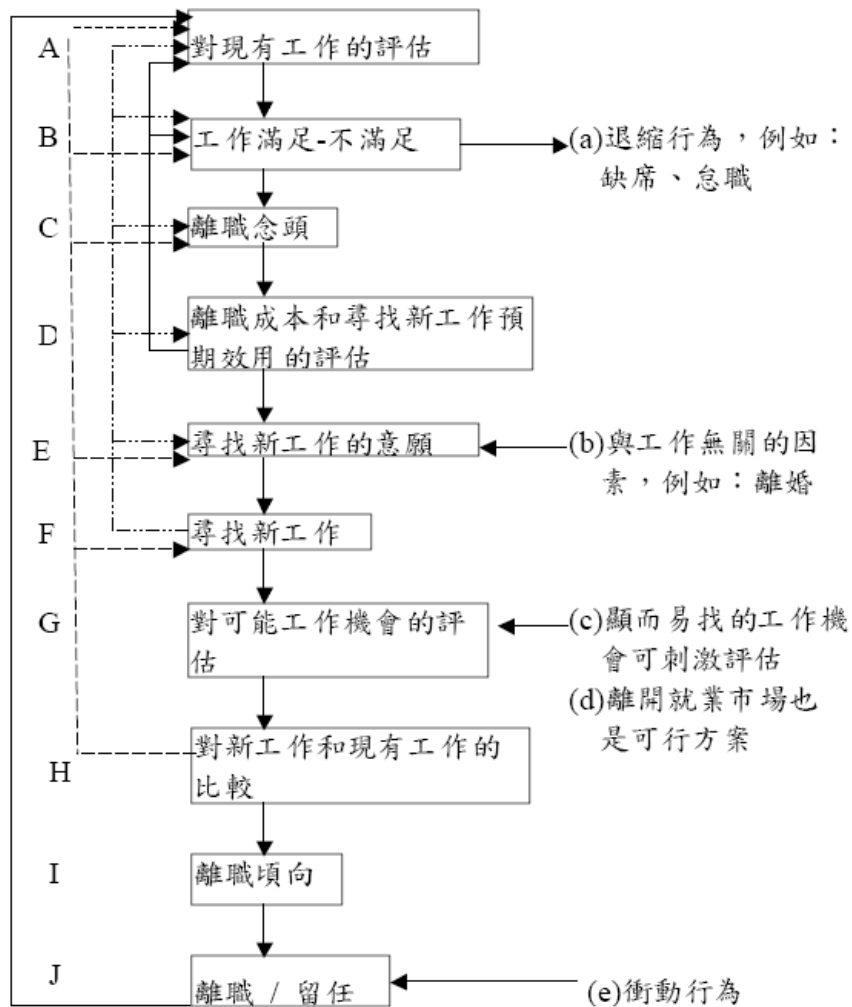 A
對現有工作的評估
B
工作滿足-不滿足
(a)退縮行為，例如：
缺席、怠職
C
離職念頭
D
離職成本和尋找新工作預
期效用的評估
E
尋找新工作的意願
(b)與工作無關的因
素，例如：離婚
F
尋找新工作
G
對可能工作機會的評
估
(c)顯而易找的工作機
會可刺激評估
(d)離開就業市場也
是可行方案
H
對新工作和現有工作的
比較
I
離職頃向
J
離職 / 留任
(e)衝動行為